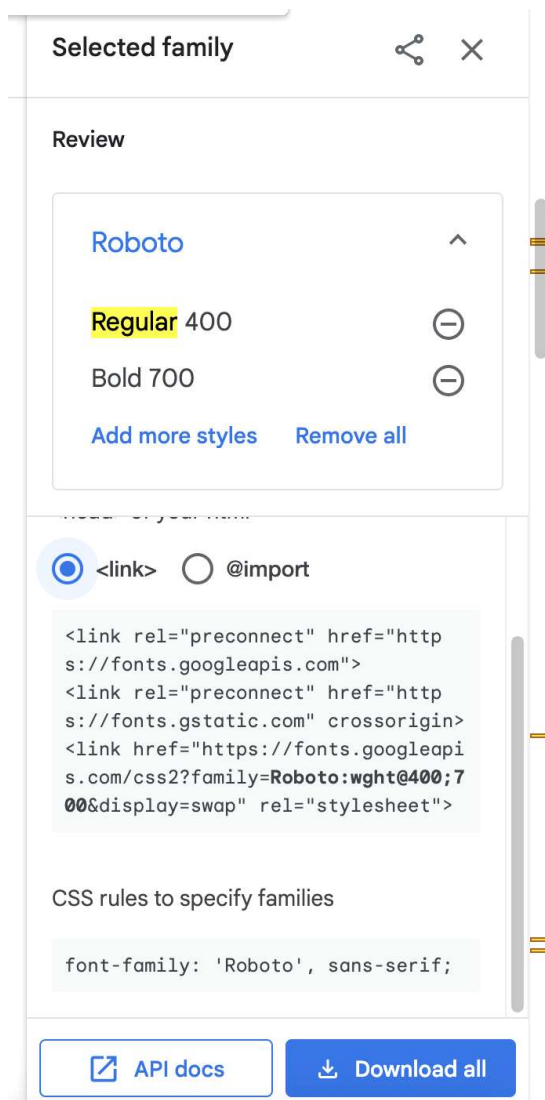 Selected family
Review
Roboto
Regular 400
Bold 700
Add more styles Remove all
<link> @import
<link rel="preconnect" href="http
s://fonts.googleapis.com">
<link rel="preconnect" href="http
s://fonts.gstatic.com" crossorigin>
<link href="https://fonts.googleapi
s.com/css2?family=Roboto:wght@400;7
00&display=swap" rel="stylesheet">
CSS rules to specify families
font-family: 'Roboto', sans-serif;
API docs Download all